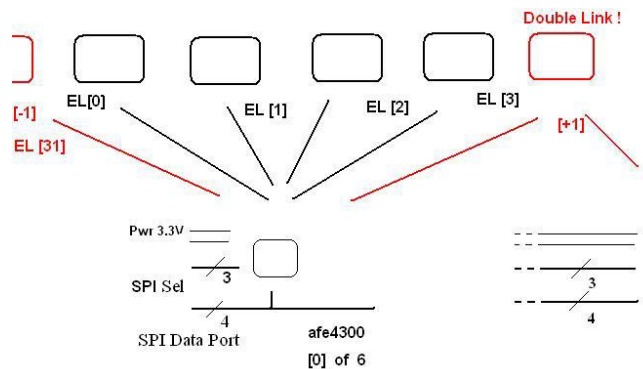 Double Link !
EL[0]
EL [1]
EL [2]
EL [3]
[-1]
[+1]
EL [31]
Pwr 3.3V
3
SPI Sel
3
4
4
SPI Data Port
afe4300
[0] of 6